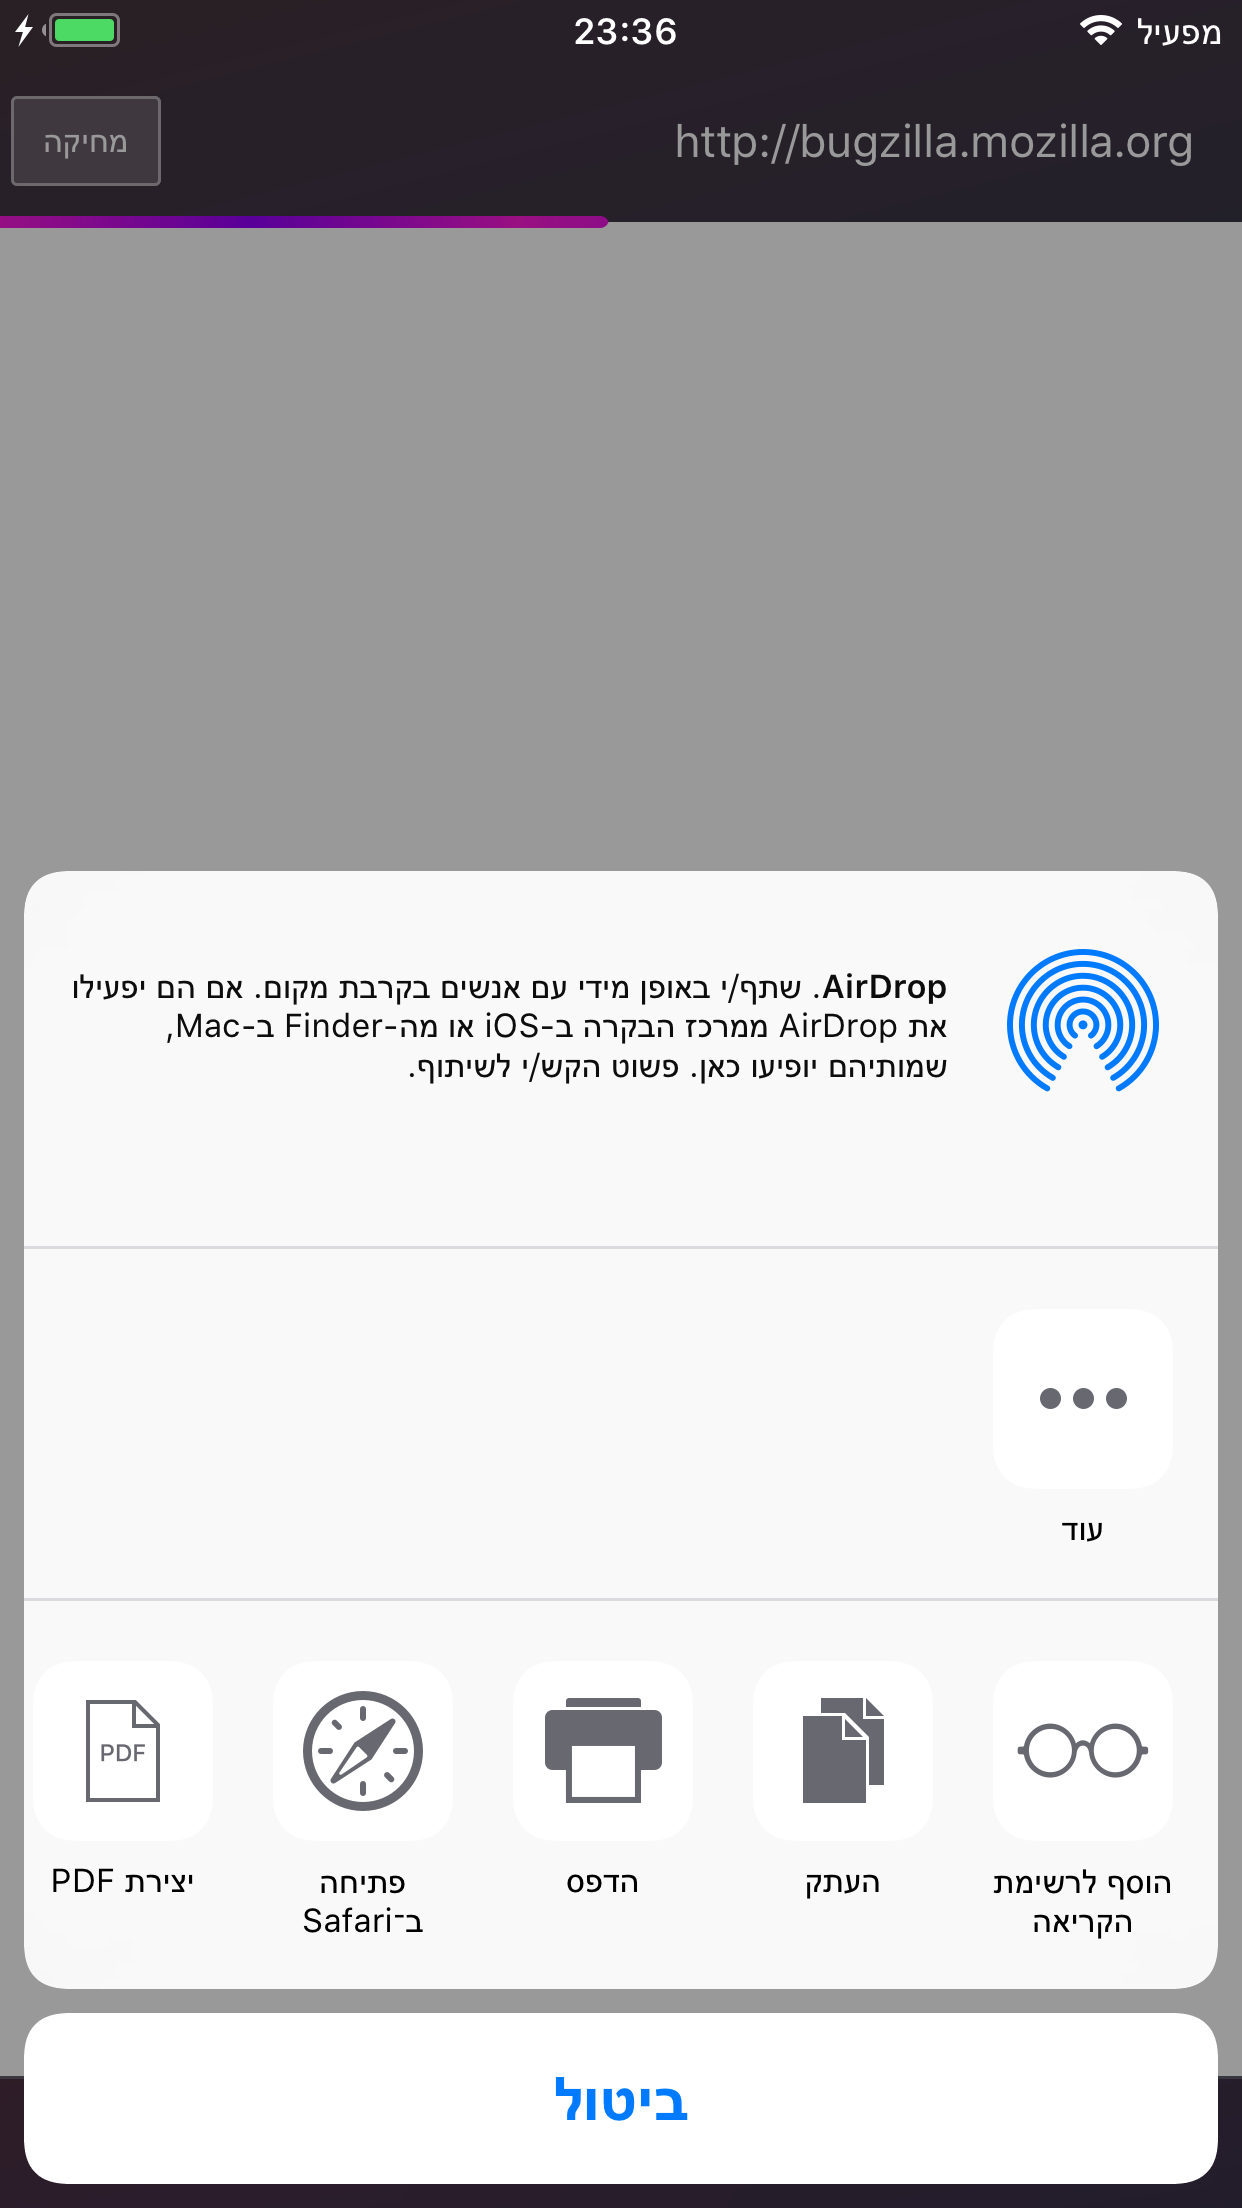 מפעיל
23:36
http://bugzilla.mozilla.org
מחיקה
AirDrop. שתף/י באופן מידי עם אנשים בקרבת מקום. אם הם יפעילו
את AirDrop ממרכז הבקרה ב-iOS או מה-Finder ב-Mac,
שמותיהם יופיעו כאן. פשוט הקש/י לשיתוף.
עוד
הוסף לרשימת
הקריאה
העתק
הדפס
פתיחה
ב־Safari
PDF
יצירת PDF
ביטול